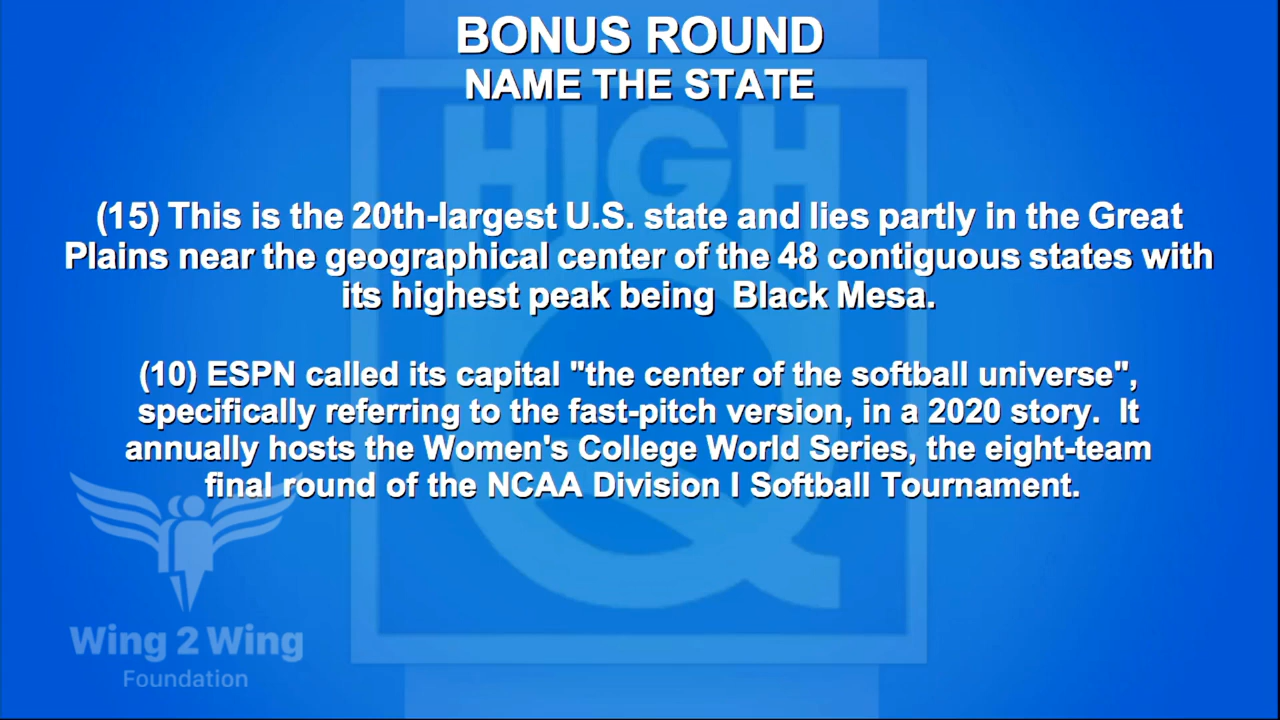 BONUS ROUND
NAME THE STATE
HIGH
Q
(15) This is the 20th-largest U.S. state and lies partly in the Great
Plains near the geographical center of the 48 contiguous states with
its highest peak being  Black Mesa.
(10) ESPN called its capital "the center of the softball universe",
specifically referring to the fast-pitch version, in a 2020 story.  It
annually hosts the Women's College World Series, the eight-team
final round of the NCAA Division I Softball Tournament.
Wing 2 Wing
Foundation